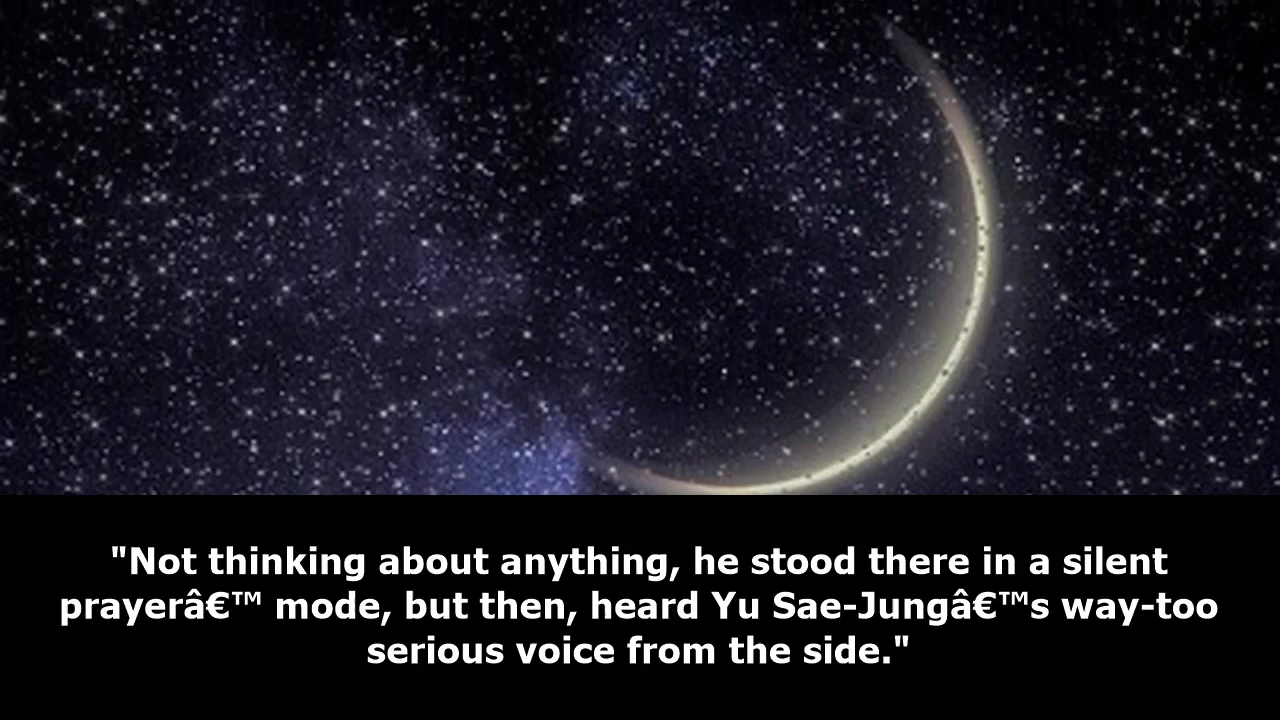 "Not thinking about anything, he stood there in a silent
prayerâ€™ mode, but then, heard Yu Sae-Jungâ€™s way-too
serious voice from the side."